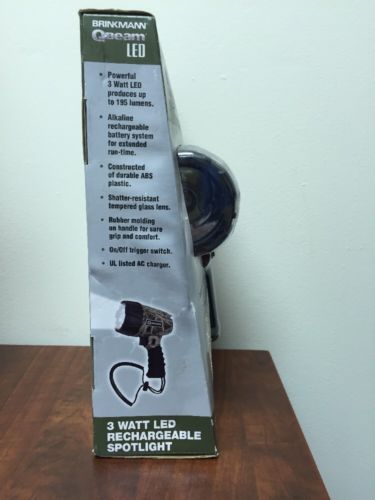 BRINKMANN
QBeam
LED
• Powerful
3 Watt LED
produces up
to 195 lumens.
• Alkaline
rechargeable
battery system
for extended
run-time.
• Constructed
of durable ABS
plastic.
• Shatter-resistant
tempered glass lens.
• Rubber molding
on handle for sure
grip and comfort.
• On/Off trigger switch.
• UL listed AC charger.
3 WATT LED
RECHARGEABLE
SPOTLIGHT